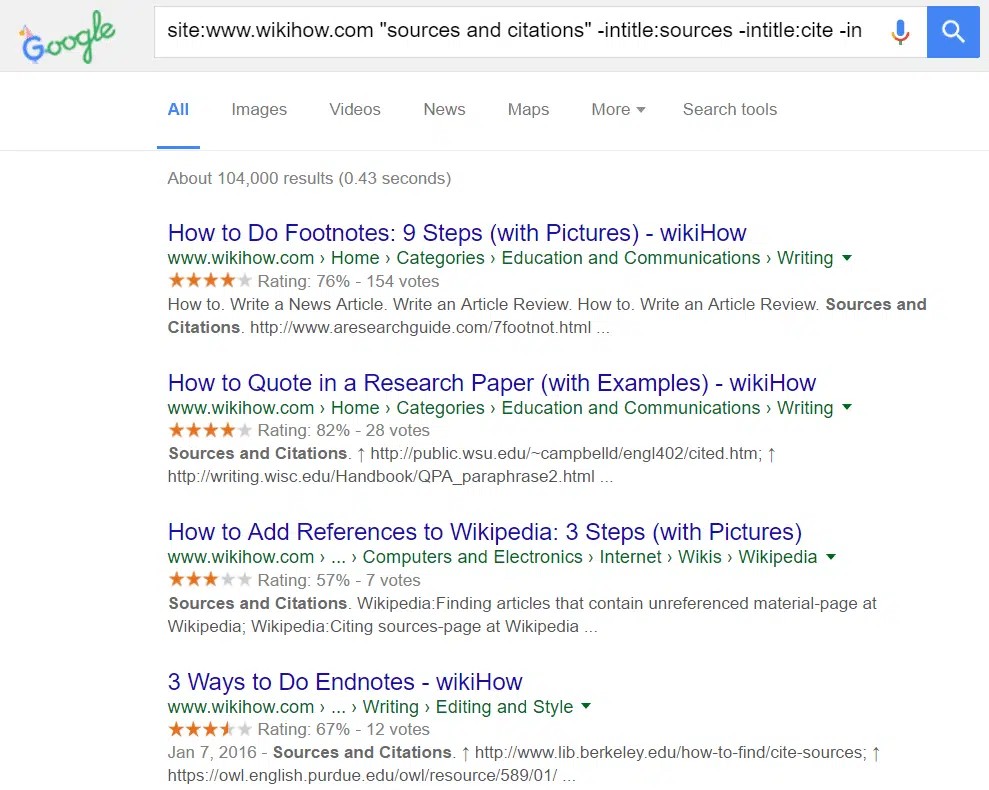 Google
site:www.wikihow.com "sources and citations" -intitle:sources -intitle:cite -in
All Images Videos News Maps More Search tools
About 104,000 results (0.43 seconds)
How to Do Footnotes: 9 Steps (with Pictures) - wikiHow
www.wikihow.com › Home › Categories › Education and Communications › Writing
Rating: 76% - 154 votes
How to. Write a News Article. Write an Article Review. How to. Write an Article Review. Sources and
Citations. http://www.aresearchguide.com/7footnot.html ...
How to Quote in a Research Paper (with Examples) - wikiHow
www.wikihow.com › Home › Categories › Education and Communications › Writing
Rating: 82% - 28 votes
Sources and Citations. ↑ http://public.wsu.edu/~campbelld/engl402/cited.htm; ↑
http://writing.wisc.edu/Handbook/QPA_paraphrase2.html ...
How to Add References to Wikipedia: 3 Steps (with Pictures)
www.wikihow.com › ... › Computers and Electronics › Internet › Wikis › Wikipedia
Rating: 57% - 7 votes
Sources and Citations. Wikipedia:Finding articles that contain unreferenced material-page at
Wikipedia; Wikipedia:Citing sources-page at Wikipedia ...
3 Ways to Do Endnotes - wikiHow
www.wikihow.com › ... › Writing › Editing and Style
Rating: 67% - 12 votes
Jan 7, 2016 - Sources and Citations. ↑ http://www.lib.berkeley.edu/how-to-find/cite-sources; ↑
https://owl.english.purdue.edu/owl/resource/589/01/ ...